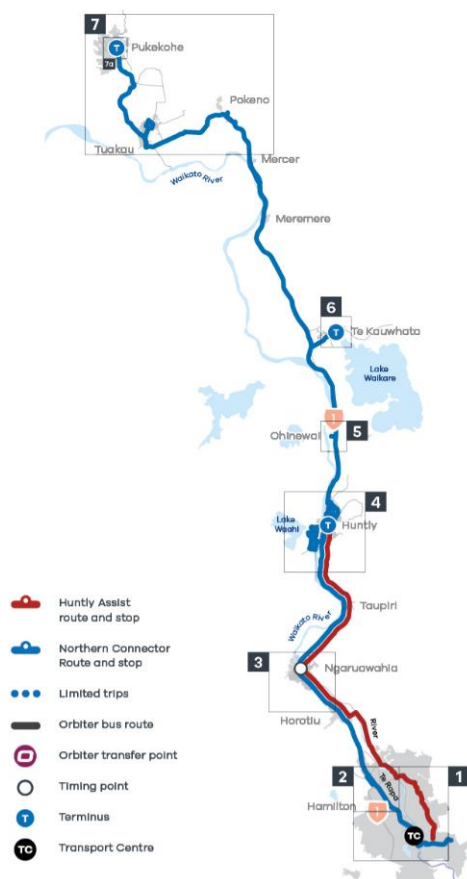 7
T
Pukekohe
7a
Pokeno
Tuakau
Mercer
Waikato River
Meremere
6
T
Te Kauwhata
Lake
Waikare
1
5
Ohinewai
4
Lake
Waahi
T
Huntly
Taupiri
Waikato River
3
Ngaruawahia
Horotiu
River
2
1
Te Rapa
Hamilton
1
TC
Huntly Assist
route and stop
Northern Connector
Route and stop
Limited trips
Orbiter bus route
Orbiter transfer point
Timing point
T
Terminus
TC
Transport Centre